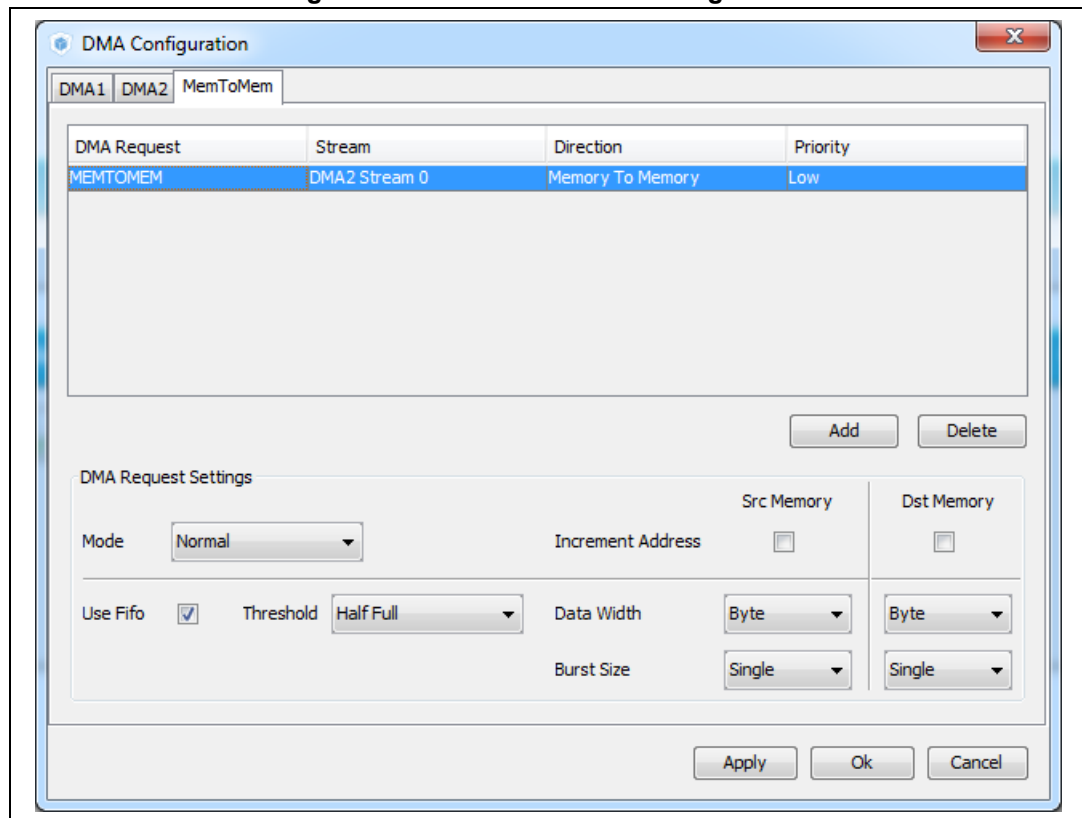 DMA Configuration
DMA1 DMA2 MemToMem
DMA Request Stream Direction Priority
MEMTOMEM DMA2 Stream 0 Memory To Memory Low
Add Delete
DMA Request Settings
Src Memory Dst Memory
Mode Normal Increment Address
Use Fifo Threshold Half Full Data Width Byte Byte
Burst Size Single Single
Apply Ok Cancel